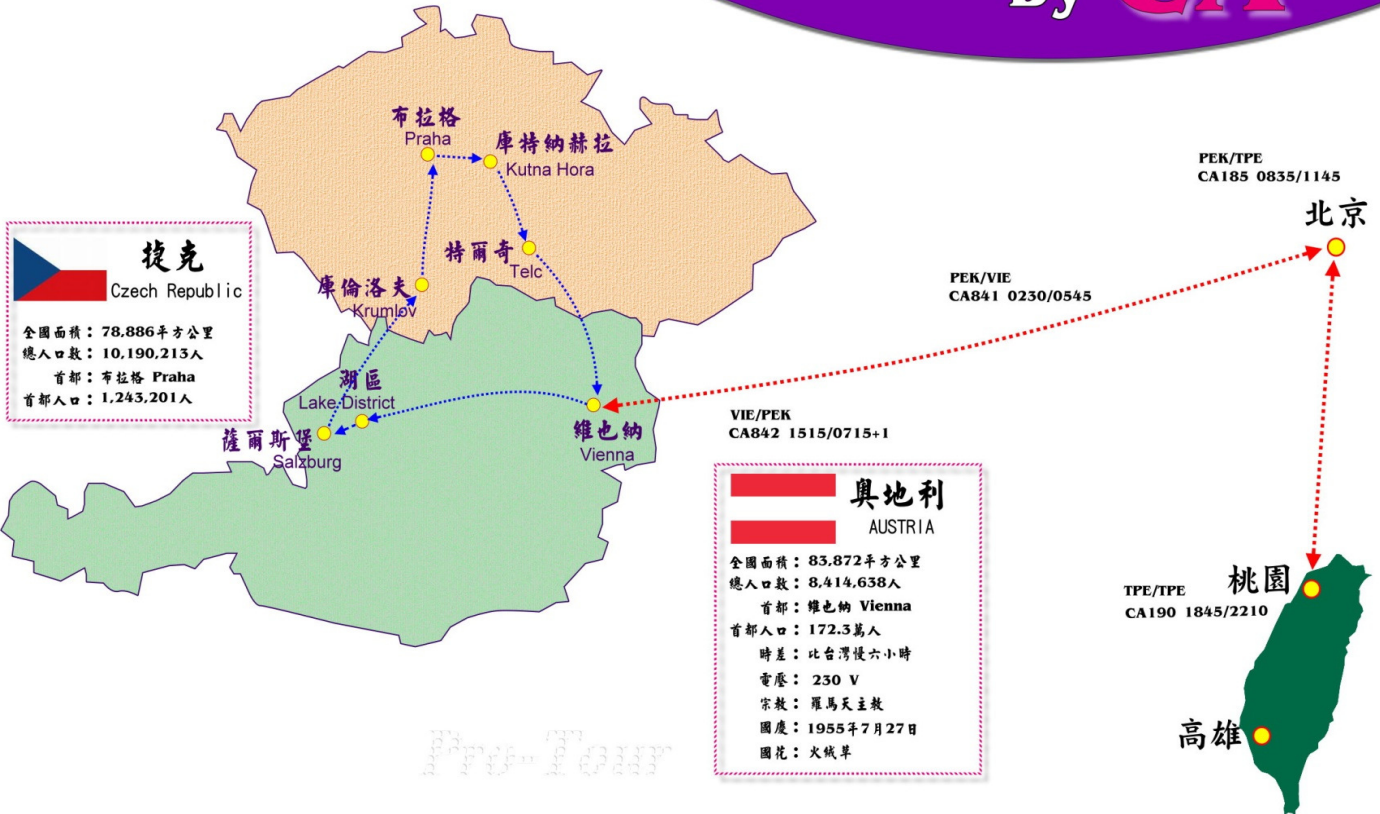 By CA
布拉格
Praha
庫特納赫拉
Kutna Hora
特爾奇
Telc
庫倫洛夫
Krumlov
湖區
Lake District
薩爾斯堡
Salzburg
維也納
Vienna
捷克
Czech Republic
全國面積：78,886平方公里
總人口數：10,190,213人
首都：布拉格 Praha
首都人口：1,243,201人
PEK/TPE
CA185 0835/1145
北京
PEK/VIE
CA841 0230/0545
VIE/PEK
CA842 1515/0715+1
奧地利
AUSTRIA
全國面積：83,872平方公里
總人口數：8,414,638人
首都：維也納 Vienna
首都人口：172.3萬人
時差：比台灣慢六小時
電壓：230 V
宗教：羅馬天主教
國慶：1955年7月27日
國花：火絨草
TPE/TPE
CA190 1845/2210
桃園
高雄
Pro-Tour